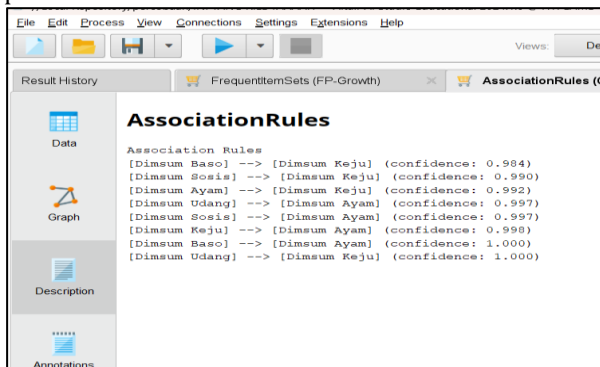 File Edit Process View Connections Settings Extensions Help
Views:
Result History
FrequentItemSets (FP-Growth)
AssociationRules
Data
AssociationRules
Association Rules
[Dimsum Baso] --> [Dimsum Keju] (confidence: 0.984)
[Dimsum Sosis] --> [Dimsum Keju] (confidence: 0.990)
[Dimsum Ayam] --> [Dimsum Keju] (confidence: 0.992)
[Dimsum Udang] --> [Dimsum Ayam] (confidence: 0.997)
[Dimsum Sosis] --> [Dimsum Ayam] (confidence: 0.997)
[Dimsum Keju] --> [Dimsum Ayam] (confidence: 0.998)
[Dimsum Baso] --> [Dimsum Ayam] (confidence: 1.000)
[Dimsum Udang] --> [Dimsum Keju] (confidence: 1.000)
Graph
Description
Annotations